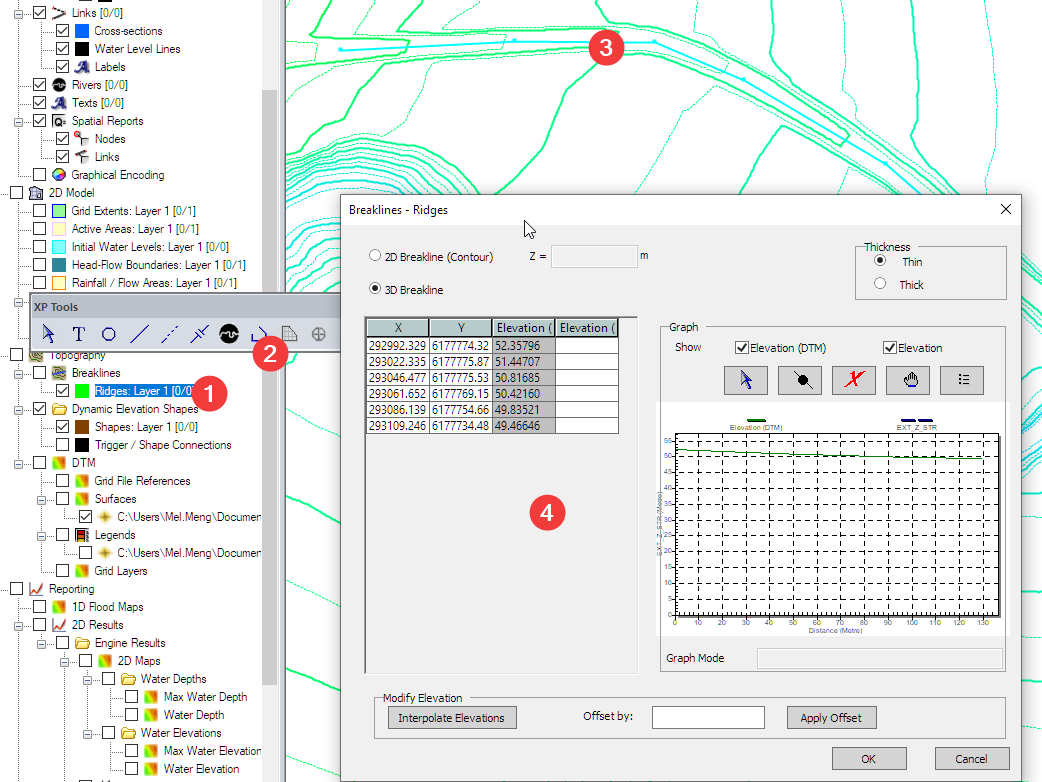 Links [0/0]
Cross-sections
Water Level Lines
Labels
Rivers [0/0]
Texts [0/0]
Spatial Reports
Nodes
Links
Graphical Encoding
2D Model
Grid Extents: Layer 1 [0/1]
Active Areas: Layer 1 [0/1]
Initial Water Levels: Layer 1 [0/0]
Head-Flow Boundaries: Layer 1 [0/1]
Rainfall / Flow Areas: Layer 1 [0/1]
XP Tools
T
Topography
Breaklines
Ridges: Layer 1 [0/0]
Dynamic Elevation Shapes
Shapes: Layer 1 [0/0]
Trigger / Shape Connections
DTM
Grid File References
Surfaces
C:\Users\Mel.Meng\Documen
Legends
C:\Users\Mel.Meng\Documen
Grid Layers
Reporting
1D Flood Maps
2D Results
Engine Results
2D Maps
Water Depths
Max Water Depth
Water Depth
Water Elevations
Max Water Elevation
Water Elevation
1
2
3
4
Breaklines - Ridges
2D Breakline (Contour) Z = m
3D Breakline
Thickness
Thin
Thick
X Y Elevation ( Elevation (
292992.329 6177774.32 52.35796
293022.335 6177775.87 51.44707
293046.477 6177775.53 50.81685
293061.652 6177769.15 50.42160
293086.139 6177754.66 49.83521
293109.246 6177734.48 49.46646
Graph
Show Elevation (DTM) Elevation
Elevation (DTM) EXT_Z_STR
EXT_Z_STR (Metre)
55
50
45
40
35
30
25
20
15
10
5
0
0 10 20 30 40 50 60 70 80 90 100 110 120 130
Distance (Metre)
Graph Mode
Modify Elevation
Interpolate Elevations Offset by: Apply Offset
OK Cancel